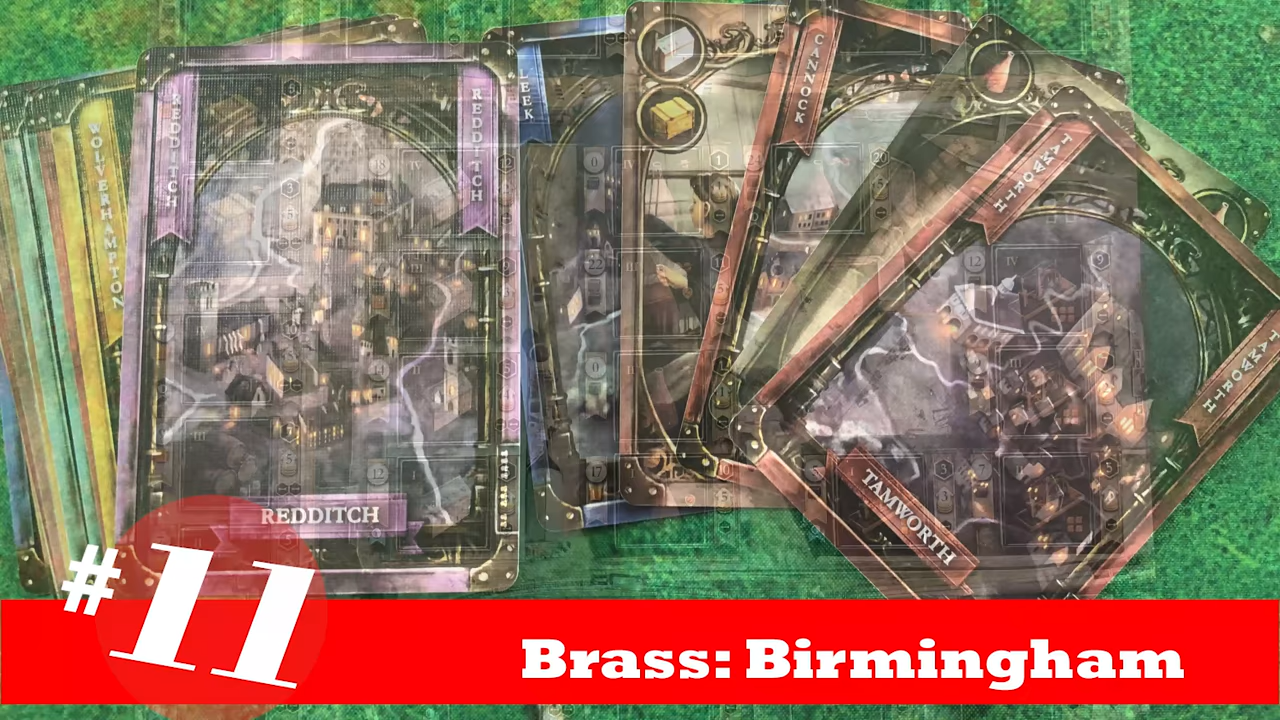 WOLVERHAMPTON
REDDITCH
REDDITCH
REDDITCH
LEEK
CANNOCK
TAMWORTH
TAMWORTH
TAMWORTH
#11
Brass: Birmingham